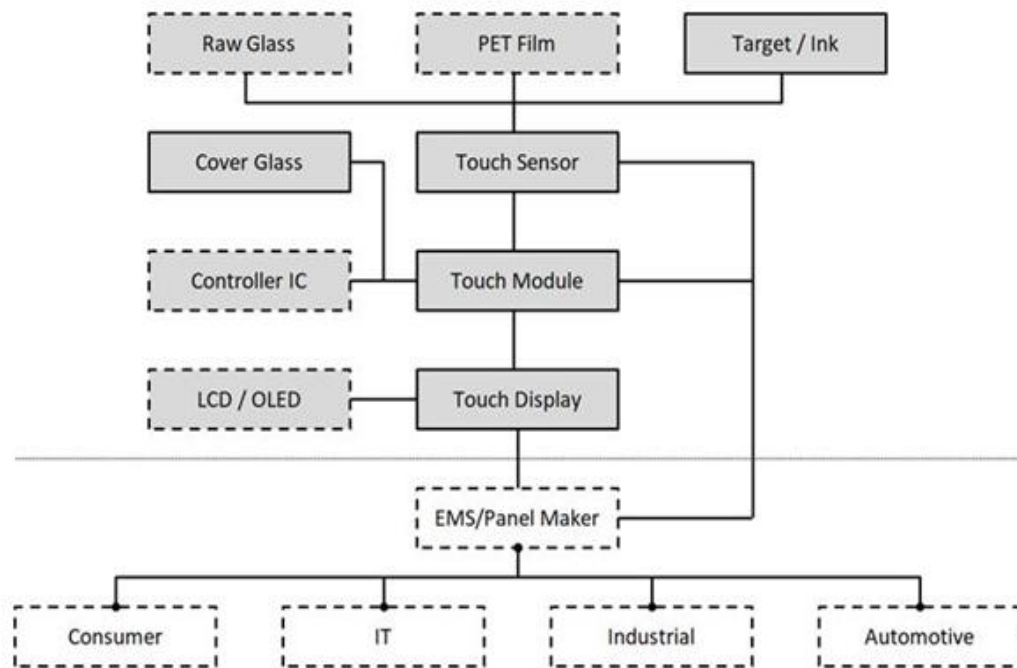 Raw Glass
PET Film
Target / Ink
Cover Glass
Touch Sensor
Controller IC
Touch Module
LCD / OLED
Touch Display
EMS/Panel Maker
Consumer
IT
Industrial
Automotive